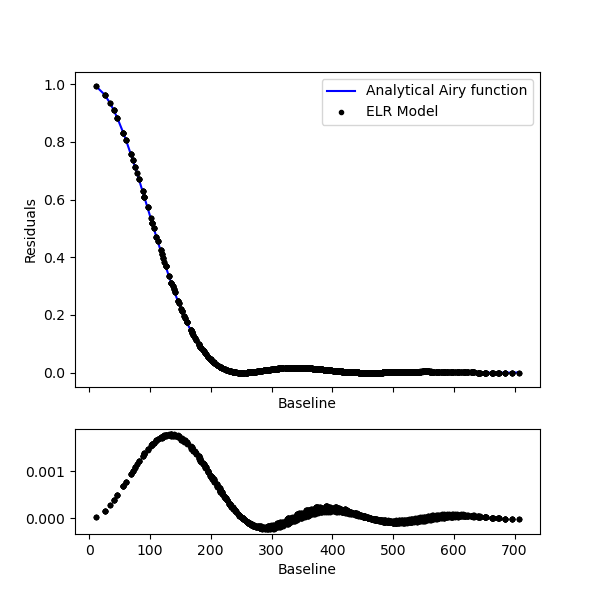 1.0
0.8
0.6
0.4
0.2
0.0
Residuals
Analytical Airy function
ELR Model
Baseline
0.001
0.000
0 100 200 300 400 500 600 700
Baseline